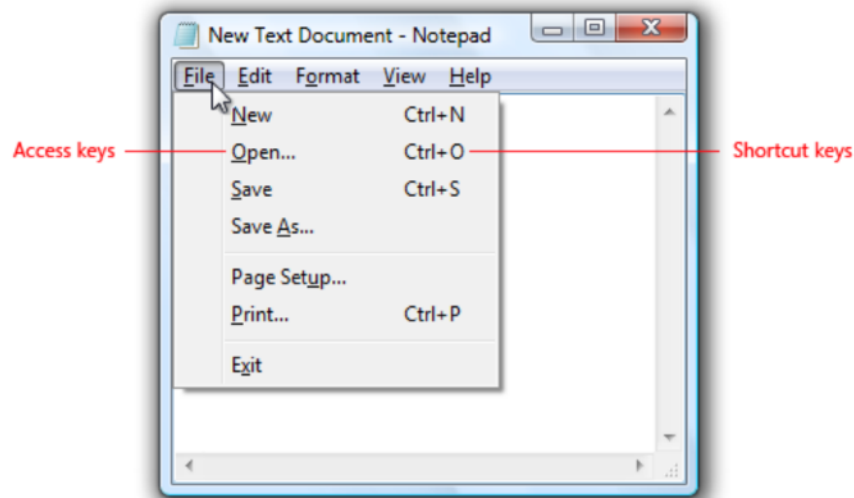 New Text Document - Notepad
File Edit Format View Help
New Ctrl+N
Access keys Open... Ctrl+O Shortcut keys
Save Ctrl+S
Save As...
Page Setup...
Print... Ctrl+P
Exit